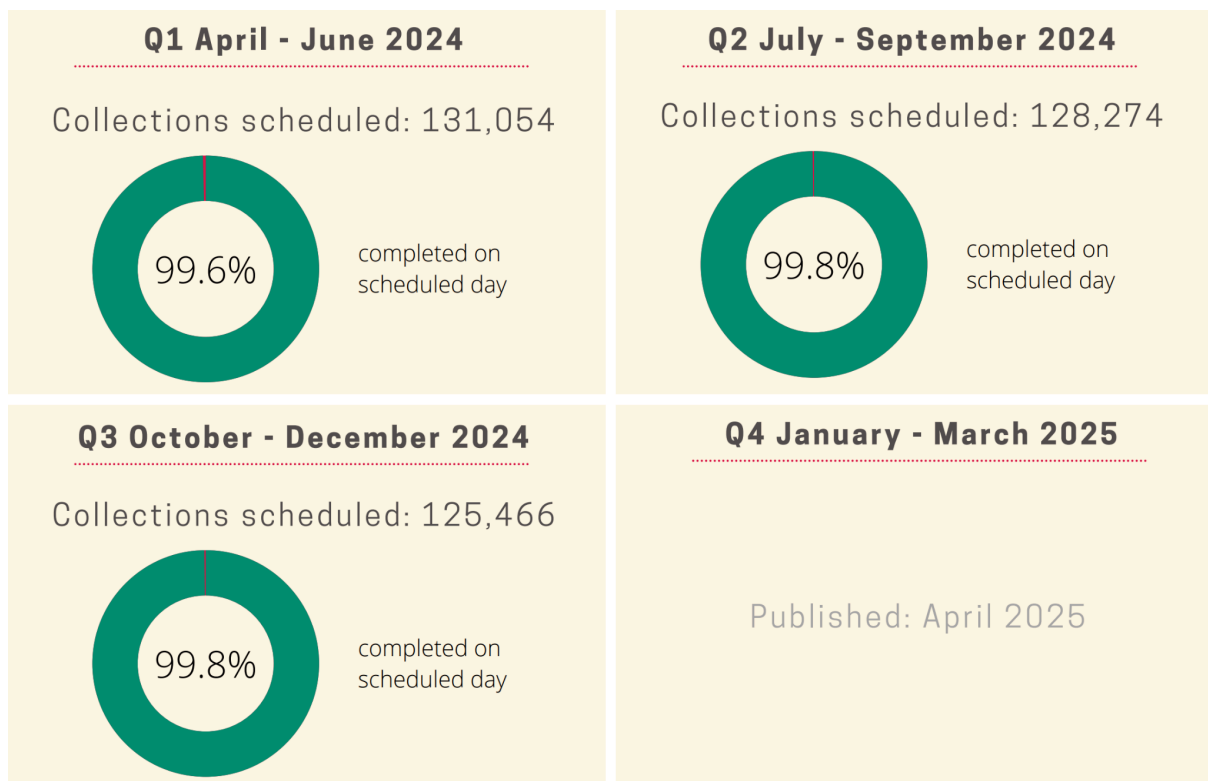 Q1 April - June 2024
Collections scheduled: 131,054
99.6%
completed on
scheduled day
Q2 July - September 2024
Collections scheduled: 128,274
99.8%
completed on
scheduled day
Q3 October - December 2024
Collections scheduled: 125,466
99.8%
completed on
scheduled day
Q4 January - March 2025
Published: April 2025